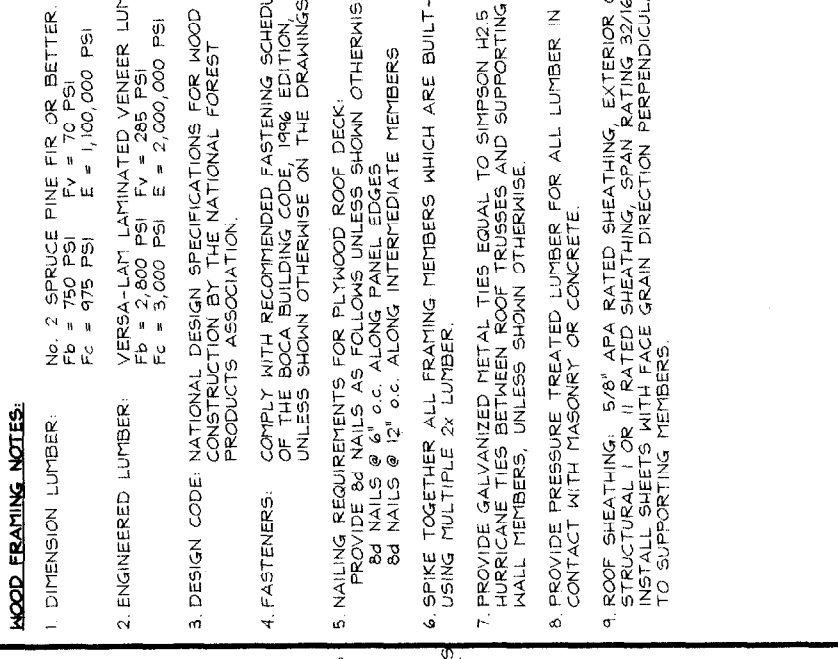 WOOD FRAMING NOTES:
1. DIMENSION LUMBER: No. 2 SPRUCE PINE FIR OR BETTER.
Fb = 750 PSI Fv = 70 PSI
Fc = 975 PSI E = 1,100,000 PSI
2. ENGINEERED LUMBER: VERSA-LAM LAMINATED VENEER LUM
Fb = 2,800 PSI Fv = 285 PSI
Fc = 3,000 PSI E = 2,000,000 PSI
3. DESIGN CODE: NATIONAL DESIGN SPECIFICATIONS FOR WOOD
CONSTRUCTION BY THE NATIONAL FOREST
PRODUCTS ASSOCIATION.
4. FASTENERS: COMPLY WITH RECOMMENDED FASTENING SCHEDU
OF THE BOCA BUILDING CODE, 1996 EDITION,
UNLESS SHOWN OTHERWISE ON THE DRAWINGS
5. NAILING REQUIREMENTS FOR PLYWOOD ROOF DECK:
PROVIDE 8d NAILS AS FOLLOWS UNLESS SHOWN OTHERWIS
8d NAILS @ 6" o.c. ALONG PANEL EDGES
8d NAILS @ 12" o.c. ALONG INTERMEDIATE MEMBERS
6. SPIKE TOGETHER ALL FRAMING MEMBERS WHICH ARE BUILT-
USING MULTIPLE 2x LUMBER.
7. PROVIDE GALVANIZED METAL TIES EQUAL TO SIMPSON H2.5
HURRICANE TIES BETWEEN ROOF TRUSSES AND SUPPORTING
WALL MEMBERS, UNLESS SHOWN OTHERWISE.
8. PROVIDE PRESSURE TREATED LUMBER FOR ALL LUMBER IN
CONTACT WITH MASONRY OR CONCRETE.
9. ROOF SHEATHING: 5/8" APA RATED SHEATHING, EXTERIOR
STRUCTURAL I OR II RATED SHEATHING, SPAN RATING 32/16
INSTALL SHEETS WITH FACE GRAIN DIRECTION PERPENDICUL
TO SUPPORTING MEMBERS.